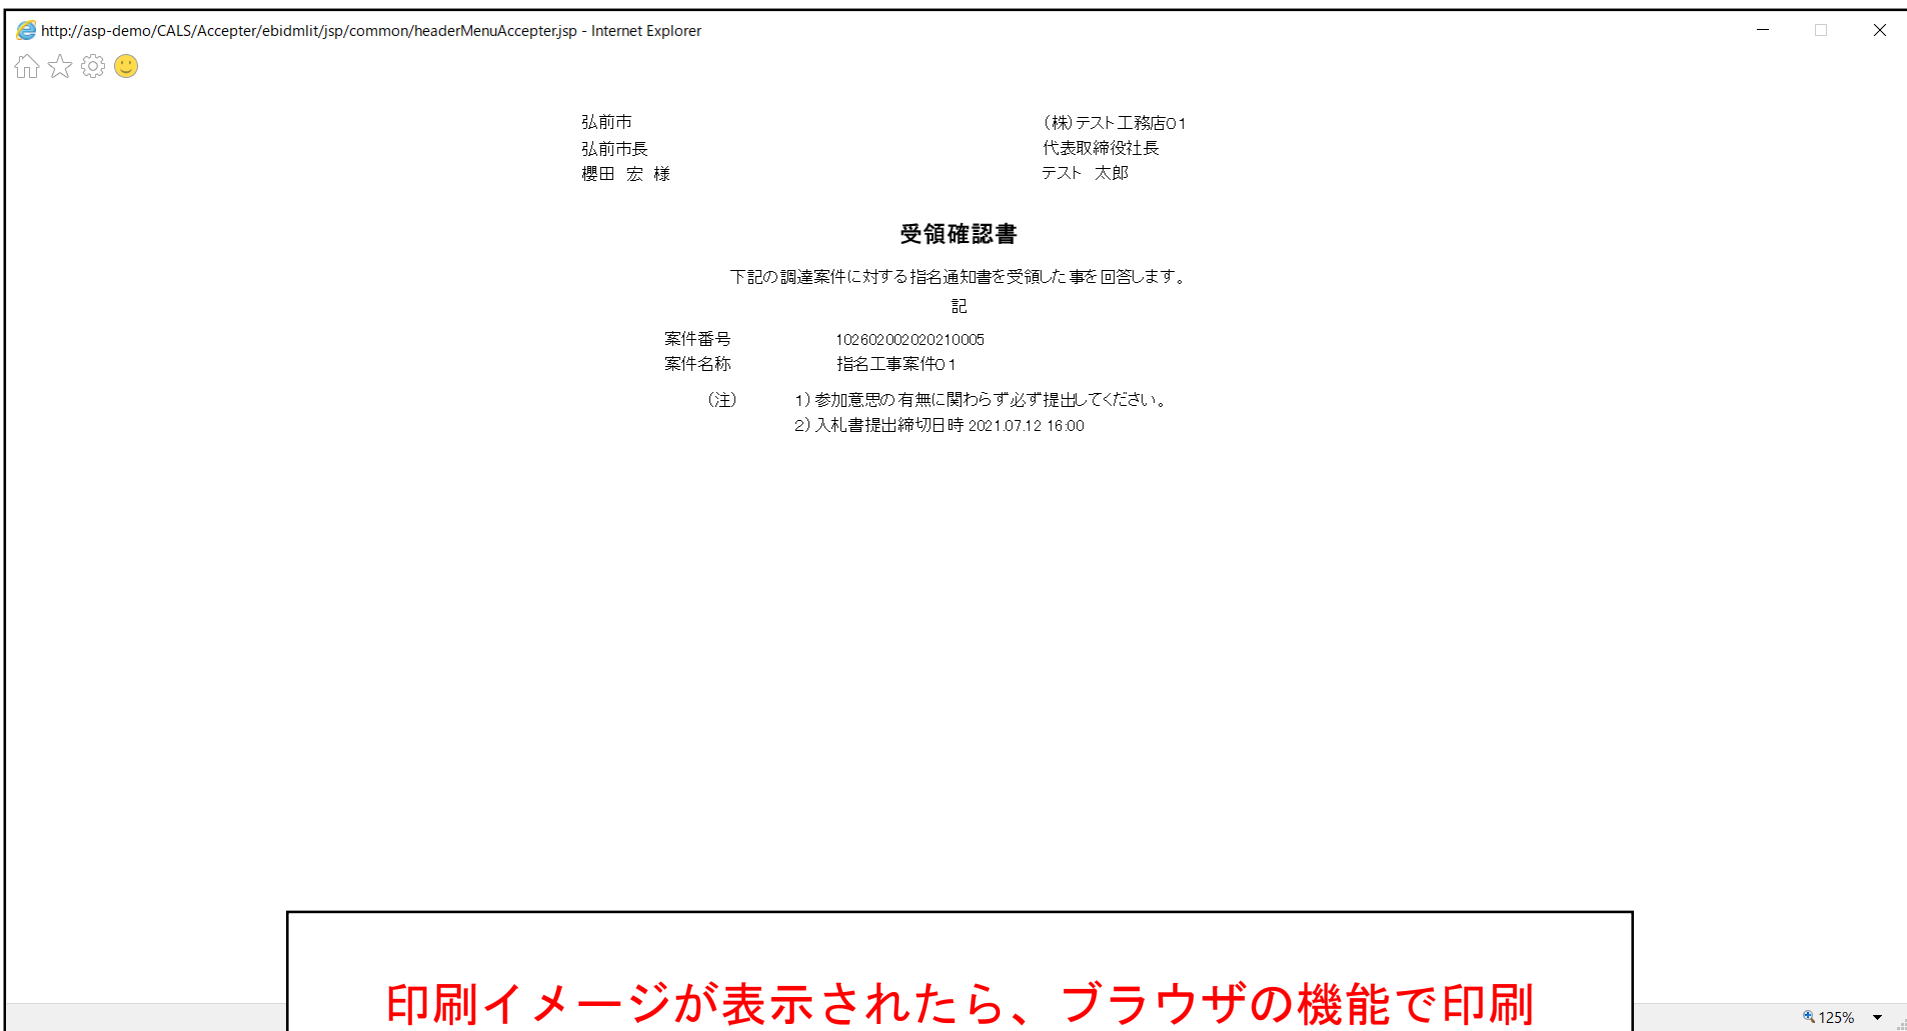 http://asp-demo/CALS/Accepter/ebidmlit/jsp/common/headerMenuAccepter.jsp - Internet Explorer
弘前市
弘前市長
櫻田 宏 様
(株)テスト工務店01
代表取締役社長
テスト 太郎
受領確認書
下記の調達案件に対する指名通知書を受領した事を回答します。
記
案件番号 102602002020210005
案件名称 指名工事案件01
(注) 1)参加意思の有無に関わらず必ず提出してください。
2)入札書提出締切日時 2021.07.12 16:00
印刷イメージが表示されたら、ブラウザの機能で印刷
125%